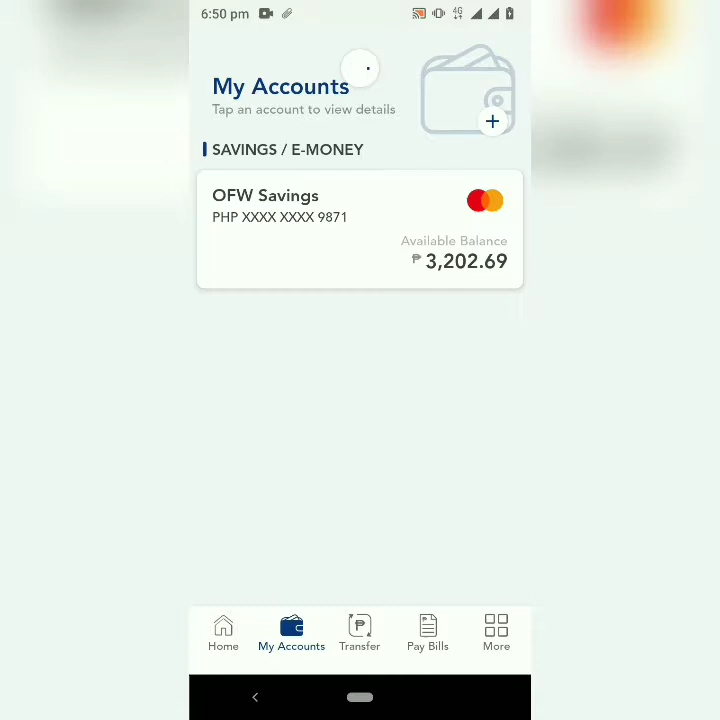 6:50 pm
4G
My Accounts
Tap an account to view details
SAVINGS / E-MONEY
OFW Savings
PHP XXXX XXXX 9871
Available Balance
₱ 3,202.69
Home
My Accounts
Transfer
Pay Bills
More